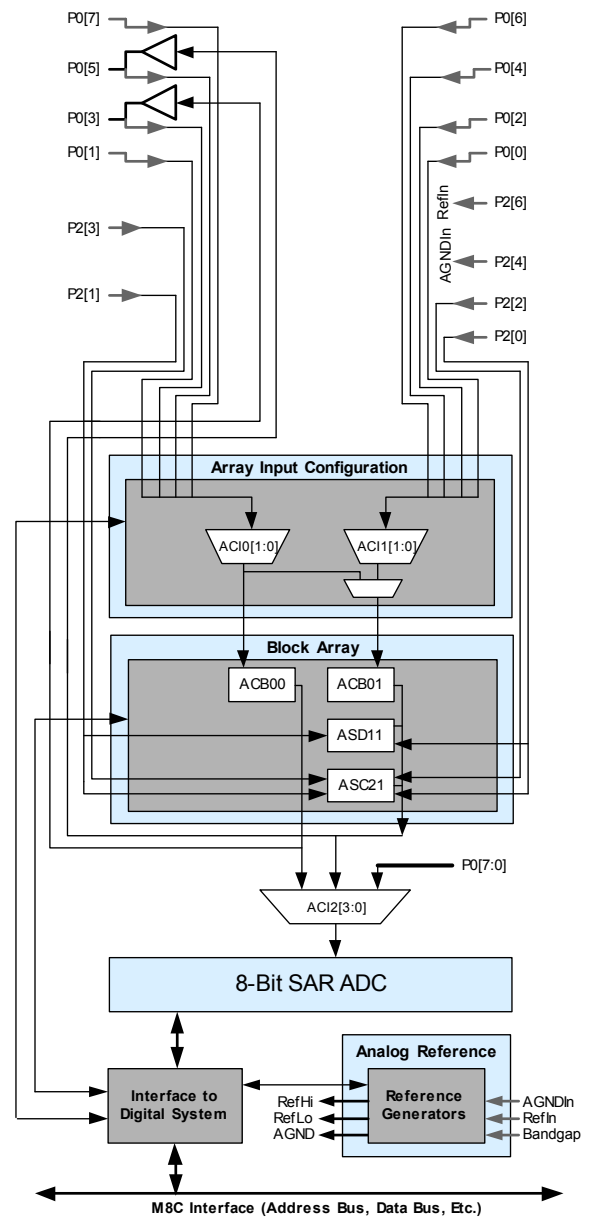 P0[7]
P0[6]
P0[5]
P0[4]
P0[3]
P0[2]
P0[1]
P0[0]
P2[6]
RefIn
P2[3]
AGNDIn
P2[4]
P2[1]
P2[2]
P2[0]
Array Input Configuration
ACI0[1:0]
ACI1[1:0]
Block Array
ACB00
ACB01
ASD11
ASC21
P0[7:0]
ACI2[3:0]
8-Bit SAR ADC
Analog Reference
Interface to
Digital System
RefHi
RefLo
AGND
Reference
Generators
AGNDIn
RefIn
Bandgap
M8C Interface (Address Bus, Data Bus, Etc.)